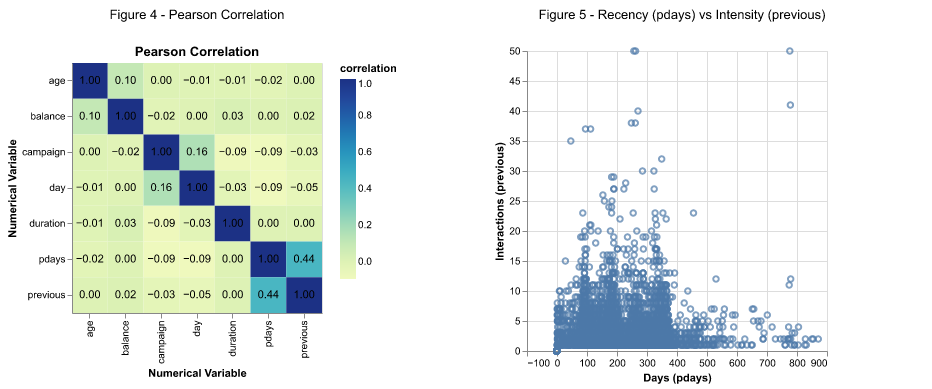 Figure 4 - Pearson Correlation
Pearson Correlation
Numerical Variable
age 1.00 0.10 0.00 −0.01 −0.01 −0.02 0.00
balance 0.10 1.00 −0.02 0.00 0.03 0.00 0.02
campaign 0.00 −0.02 1.00 0.16 −0.09 −0.09 −0.03
day −0.01 0.00 0.16 1.00 −0.03 −0.09 −0.05
duration −0.01 0.03 −0.09 −0.03 1.00 0.00 0.00
pdays −0.02 0.00 −0.09 −0.09 0.00 1.00 0.44
previous 0.00 0.02 −0.03 −0.05 0.00 0.44 1.00
age balance campaign day duration pdays previous
Numerical Variable
correlation
1.0
0.8
0.6
0.4
0.2
0.0
Figure 5 - Recency (pdays) vs Intensity (previous)
Interactions (previous)
50
45
40
35
30
25
20
15
10
5
0
−100 0 100 200 300 400 500 600 700 800 900
Days (pdays)